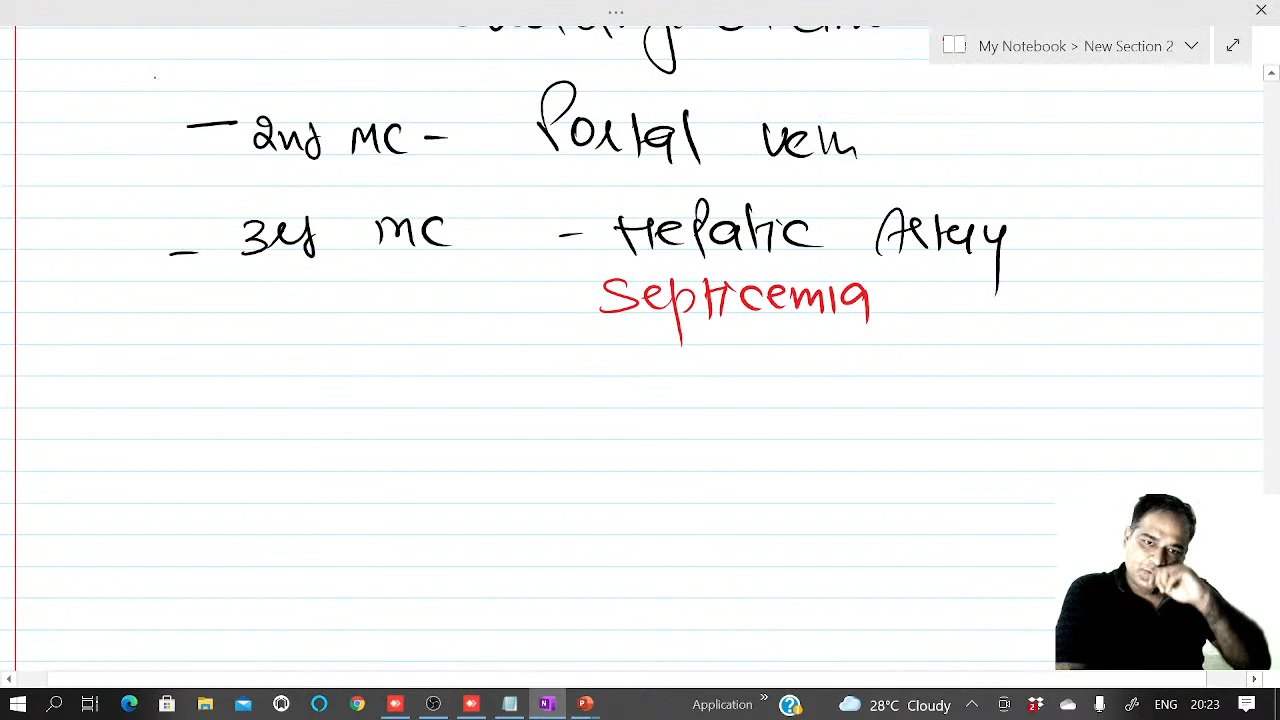 ...
My Notebook > New Section 2
— 2nd MC - Portal vein
- 3rd MC - Hepatic Artery
Septicemia
Application
28°C Cloudy
ENG
20:23